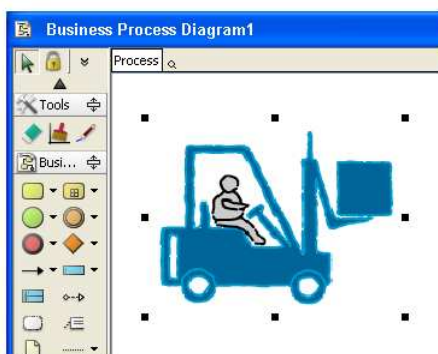 Business Process Diagram1
Process
Tools
Busi...